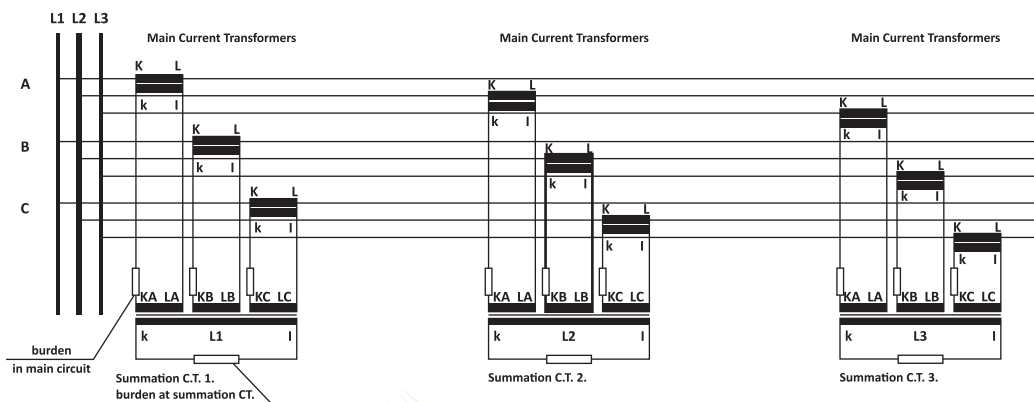 L1 L2 L3
Main Current Transformers Main Current Transformers Main Current Transformers
A K L
k l
K L
k l
K L
k l
B K L
k l
K L
k l
K L
k l
C K L
k l
K L
k l
K L
k l
KA LA KB LB KC LC KA LA KB LB KC LC KA LA KB LB KC LC
k L1 l k L2 l k L3 l
burden
in main circuit
Summation C.T. 1. Summation C.T. 2. Summation C.T. 3.
burden at summation CT.